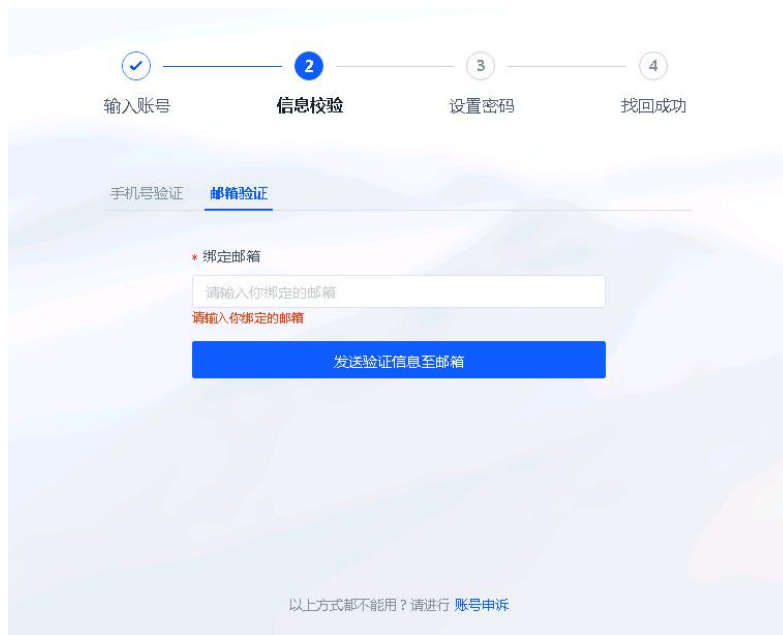 2 3 4
输入账号 信息校验 设置密码 找回成功
手机号验证 邮箱验证
* 绑定邮箱
请输入你绑定的邮箱
请输入你绑定的邮箱
发送验证信息至邮箱
以上方式都不能用？请进行 账号申诉